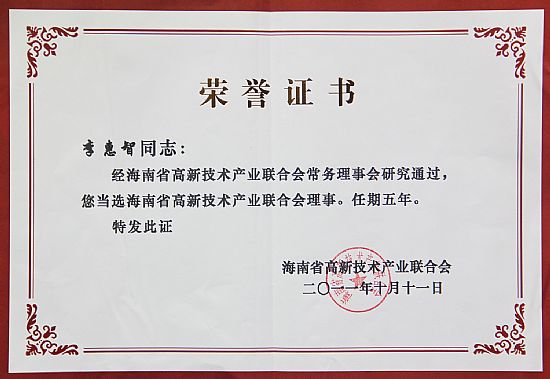 荣誉证书
李惠智同志:
经海南省高新技术产业联合会常务理事会研究通过,
您当选海南省高新技术产业联合会理事。任期五年。
特发此证
海南省高新技术产业联合会
二〇一一年十月十一日